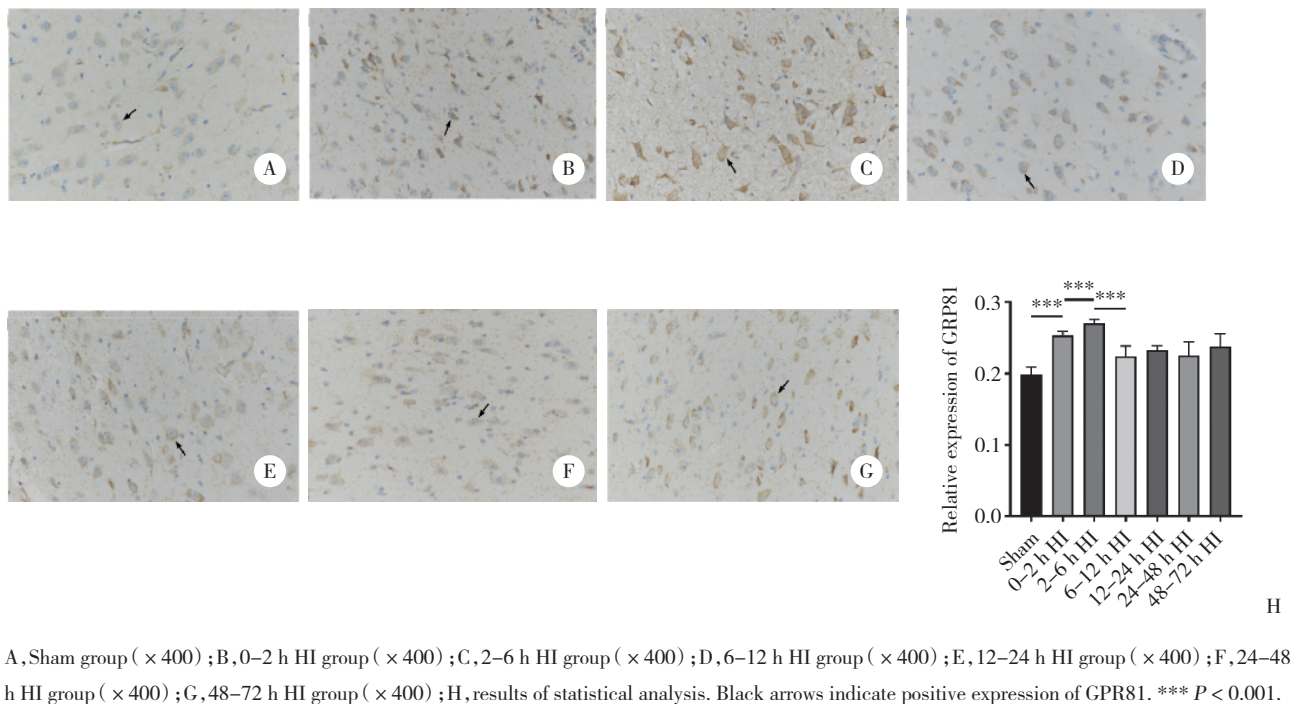 A
B
C
D
E
F
G
Relative expression of GRP81
0.3
0.2
0.1
0.0
***
***
***
Sham
0–2 h HI
2–6 h HI
6–12 h HI
12–24 h HI
24–48 h HI
48–72 h HI
H
A,Sham group(×400);B,0–2 h HI group(×400);C,2–6 h HI group(×400);D,6–12 h HI group(×400);E,12–24 h HI group(×400);F,24–48
h HI group(×400);G,48–72 h HI group(×400);H,results of statistical analysis. Black arrows indicate positive expression of GPR81. *** P < 0.001.